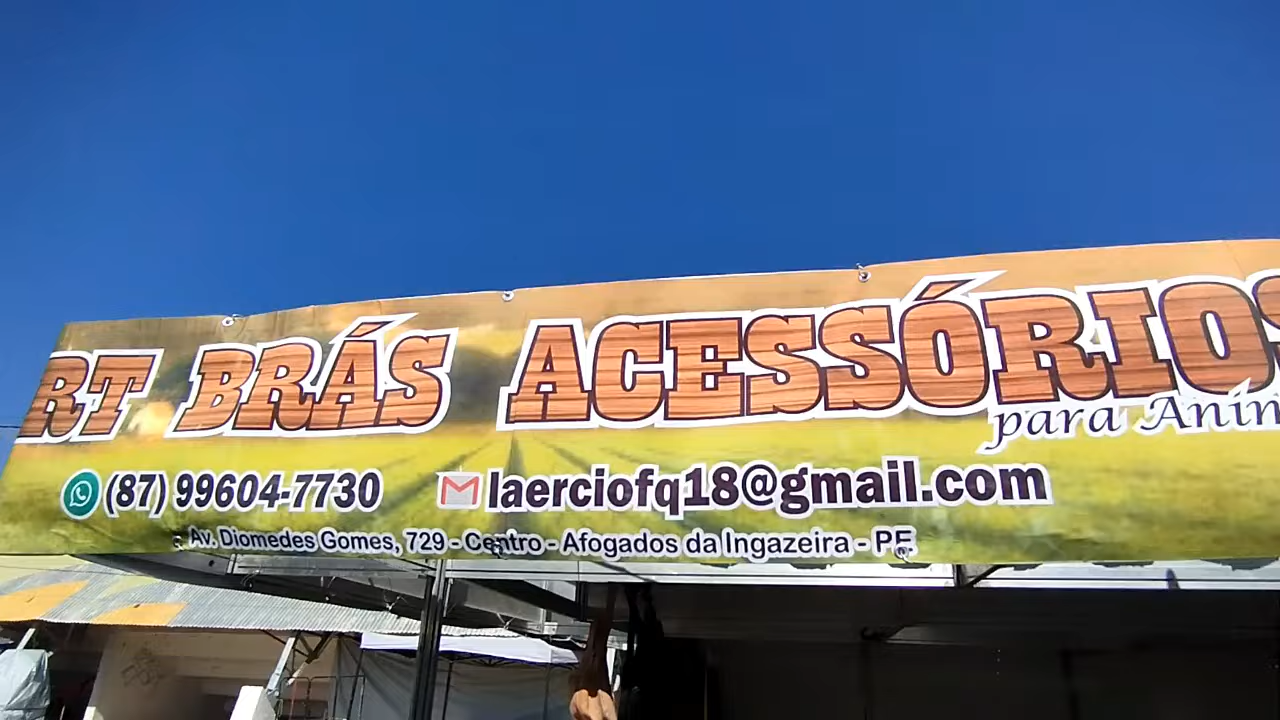 RT BRÁS ACESSÓRIOS
para Anim
(87) 99604-7730 laerciofq18@gmail.com
Av. Diomedes Gomes, 729 - Centro - Afogados da Ingazeira - PE